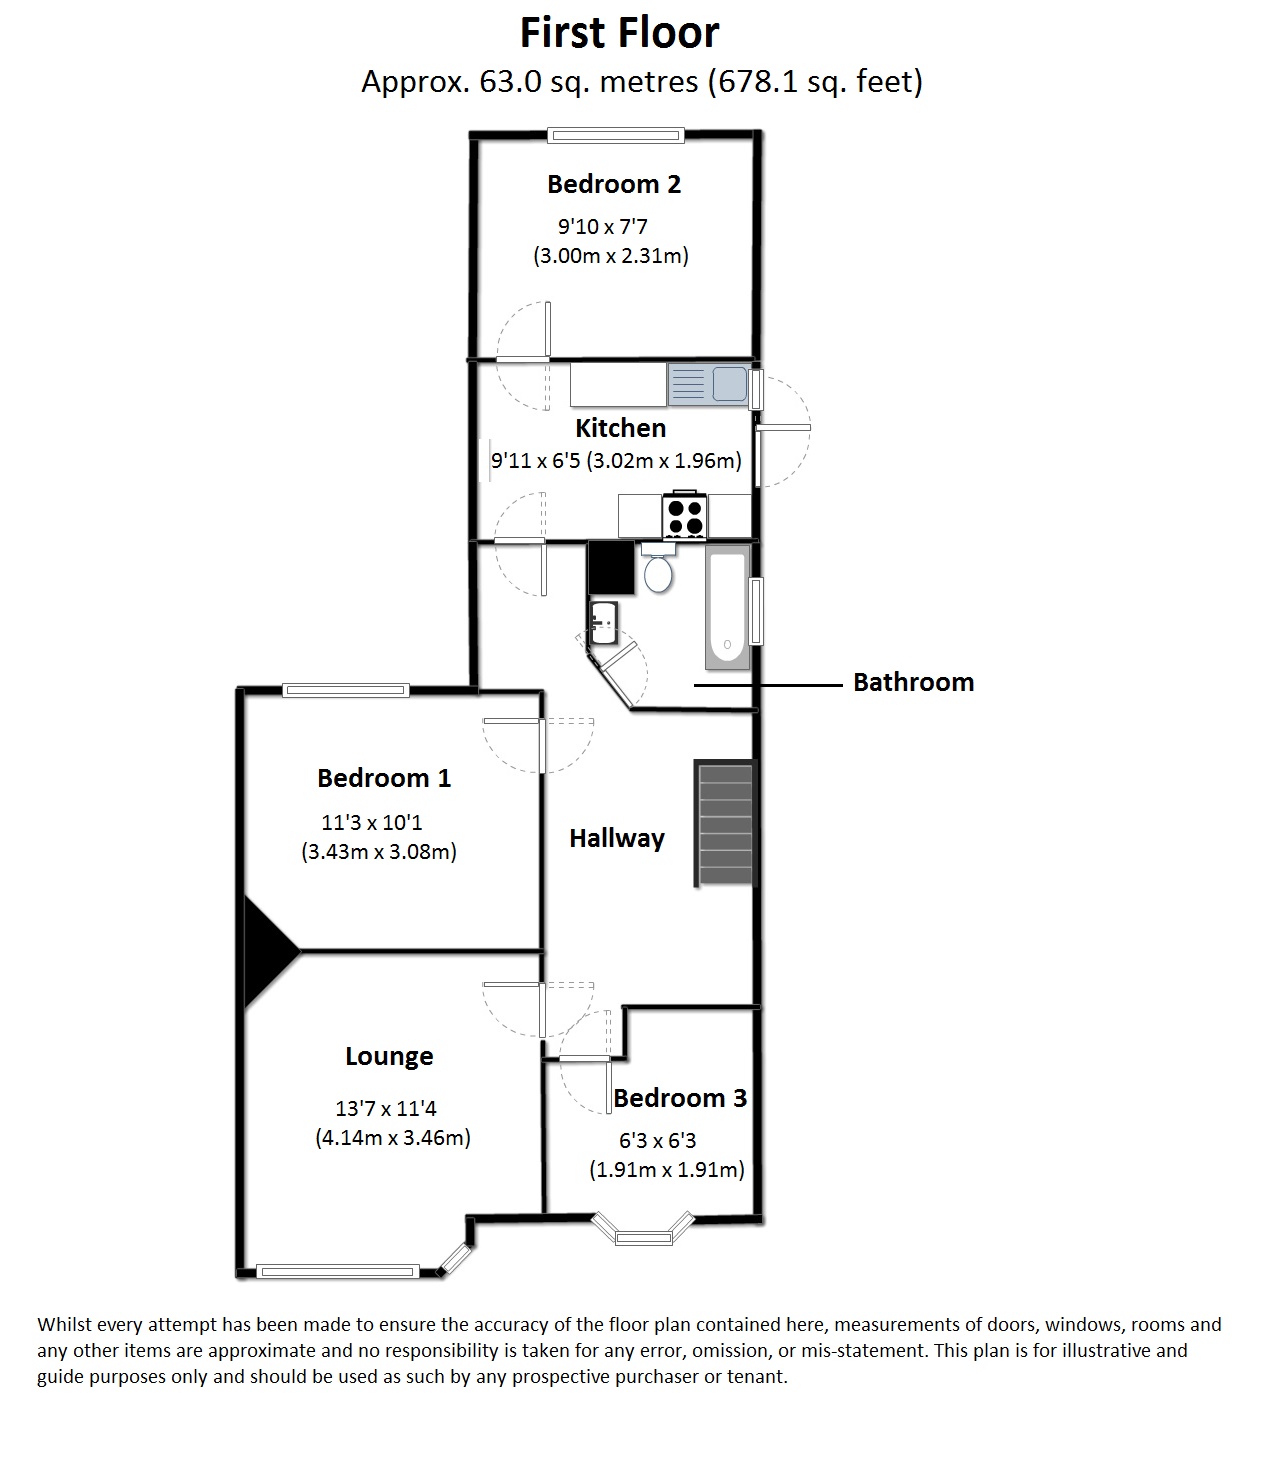 First Floor
Approx. 63.0 sq. metres (678.1 sq. feet)
Bedroom 2
9'10 x 7'7
(3.00m x 2.31m)
Kitchen
9'11 x 6'5 (3.02m x 1.96m)
Bathroom
Bedroom 1
11'3 x 10'1
(3.43m x 3.08m)
Hallway
Lounge
13'7 x 11'4
(4.14m x 3.46m)
Bedroom 3
6'3 x 6'3
(1.91m x 1.91m)
Whilst every attempt has been made to ensure the accuracy of the floor plan contained here, measurements of doors, windows, rooms and
any other items are approximate and no responsibility is taken for any error, omission, or mis-statement. This plan is for illustrative and
guide purposes only and should be used as such by any prospective purchaser or tenant.